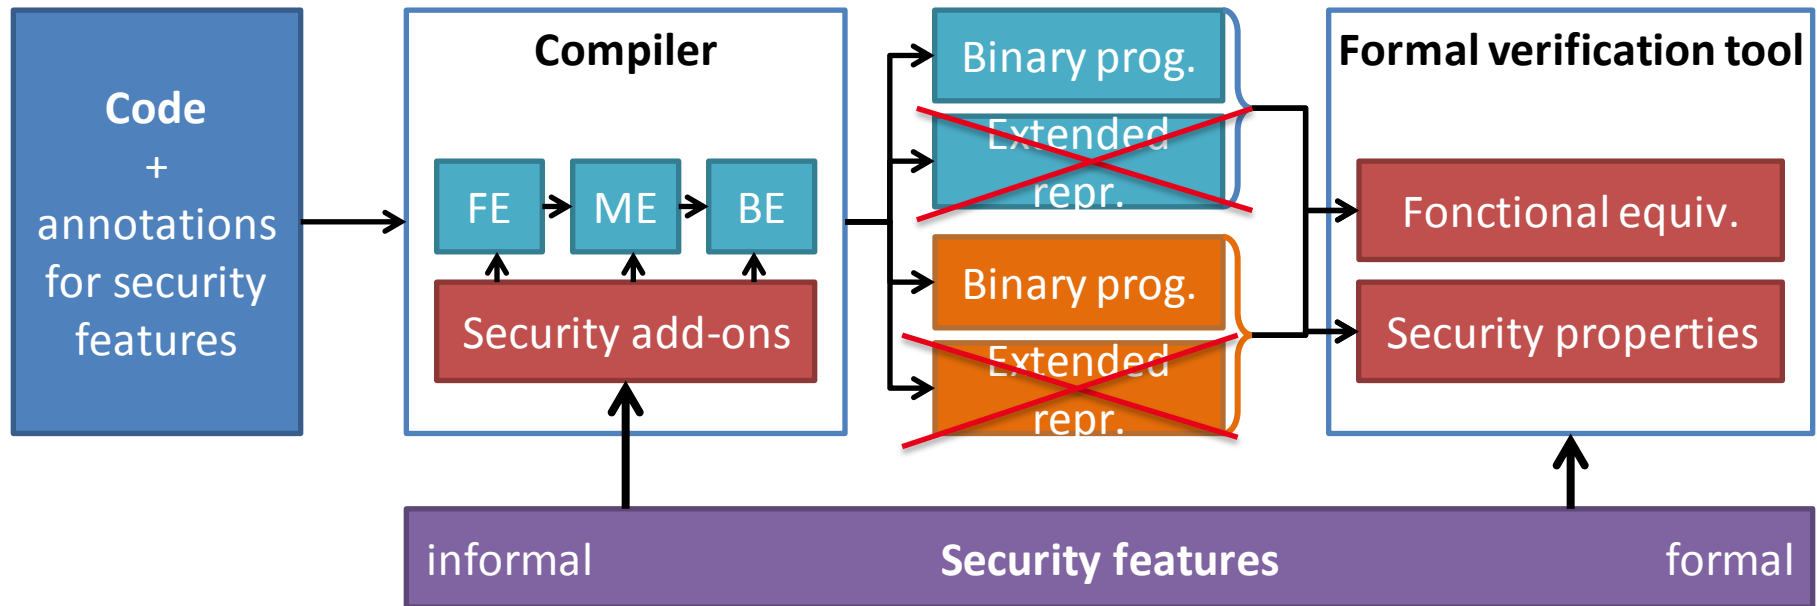 Code
+
annotations
for security
features
Compiler
FE
ME
BE
Security add-ons
Binary prog.
Extended
repr.
Binary prog.
Extended
repr.
Formal verification tool
Fonctional equiv.
Security properties
informal
Security features
formal